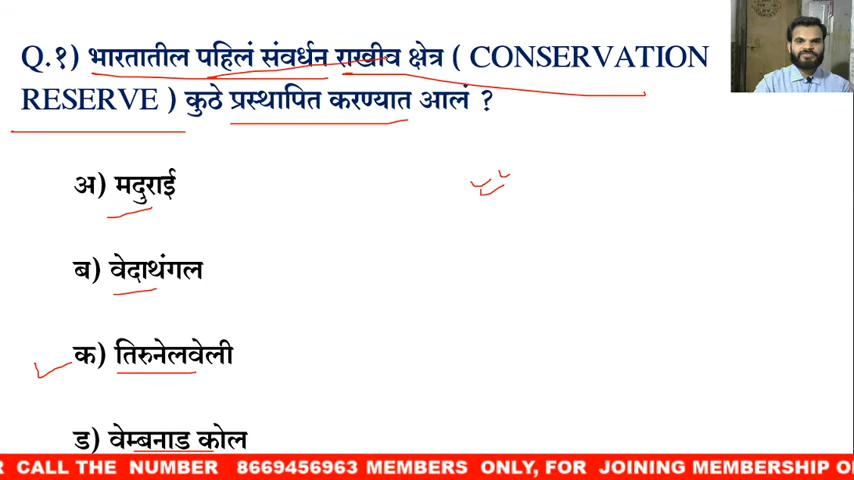 Q.१) भारतातील पहिलं संवर्धन राखीव क्षेत्र ( CONSERVATION
RESERVE ) कुठे प्रस्थापित करण्यात आलं ?
अ) मदुराई
ब) वेदाथंगल
क) तिरुनेलवेली
ड) वेम्बनाड कोल
R CALL THE NUMBER 8669456963 MEMBERS ONLY, FOR JOINING MEMBERSHIP